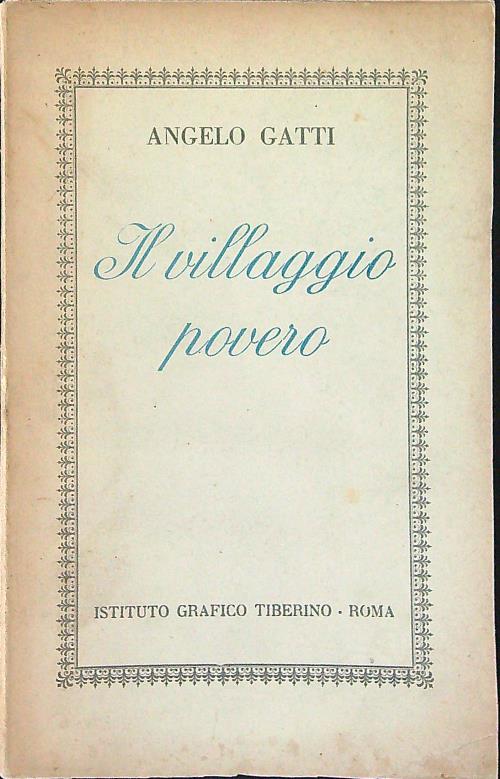 ANGELO GATTI
Il villaggio
povero
ISTITUTO GRAFICO TIBERINO - ROMA